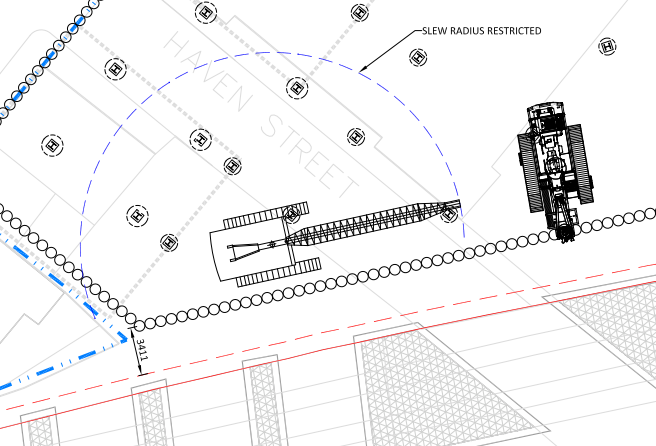 SLEW RADIUS RESTRICTED
HAVEN STREET
3411